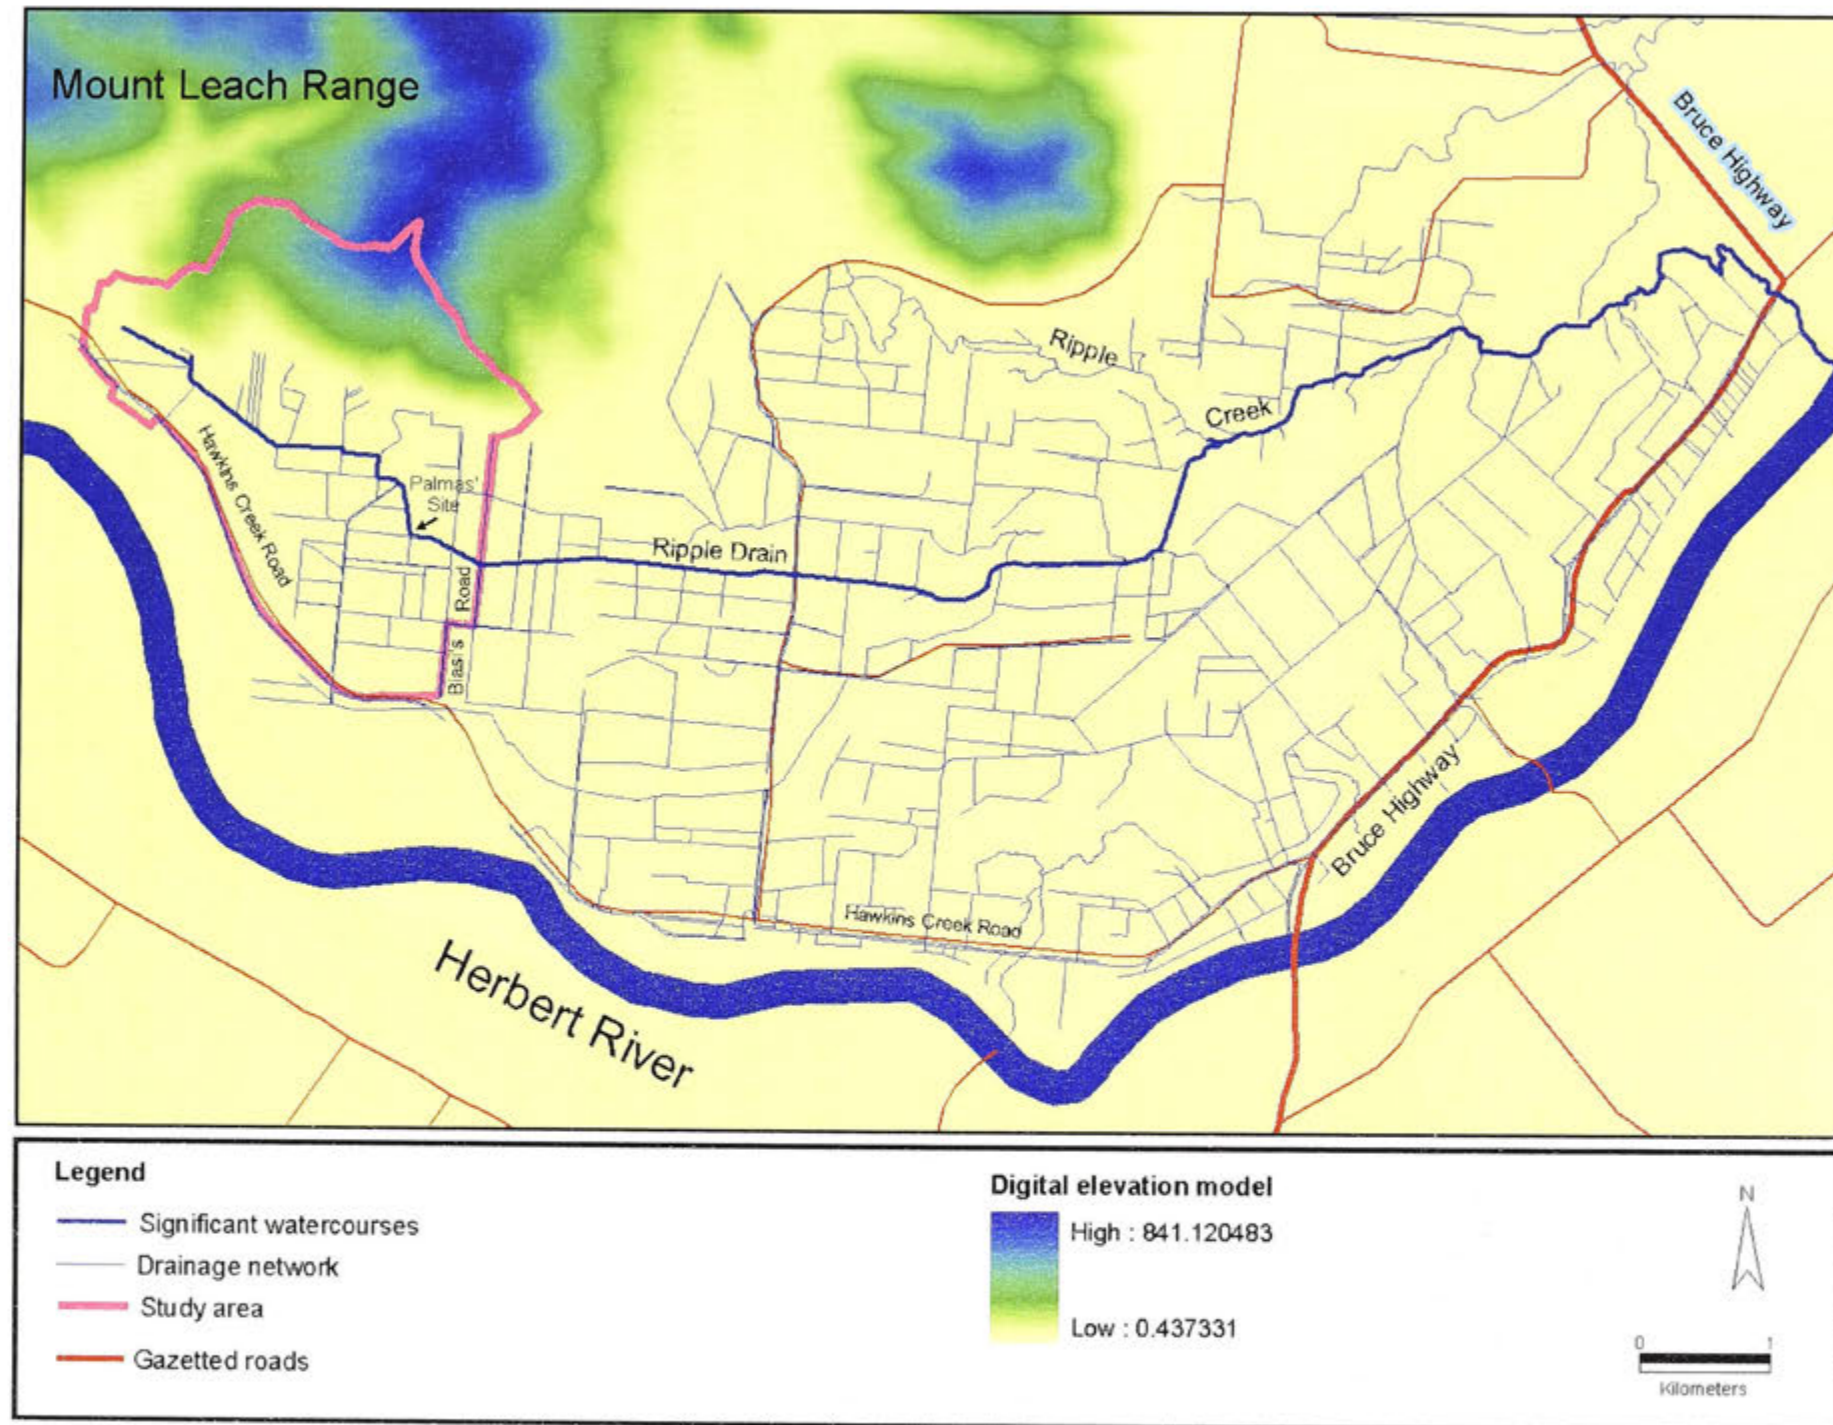 Mount Leach Range
Bruce Highway
Ripple
Creek
Hawkins Creek Road
Palmas'
Site
Ripple Drain
Biasi's Road
Bruce Highway
Hawkins Creek Road
Herbert River
Legend
Significant watercourses
Drainage network
Study area
Gazetted roads
Digital elevation model
High : 841.120483
Low : 0.437331
N
0 1
Kilometers